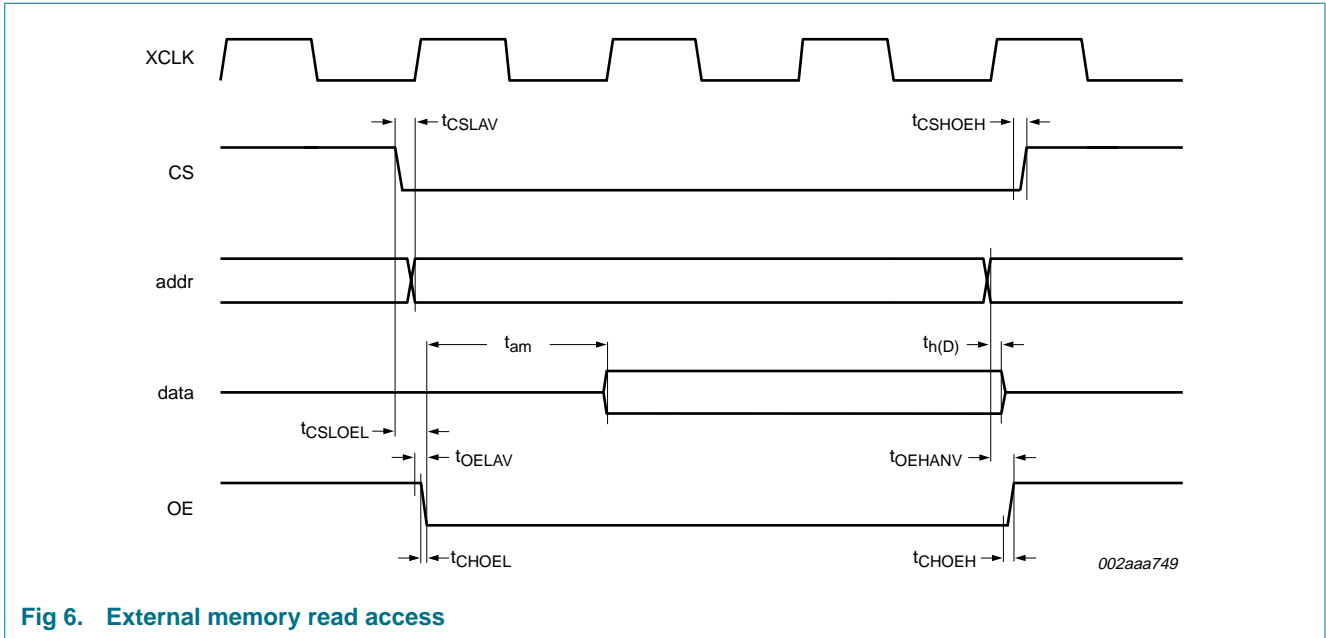 XCLK
tCSLAV
tCSHOEH
CS
addr
tam
th(D)
data
tCSLOEL
tOELAV
tOEHANV
OE
tCHOEL
tCHOEH
002aaa749
Fig 6. External memory read access